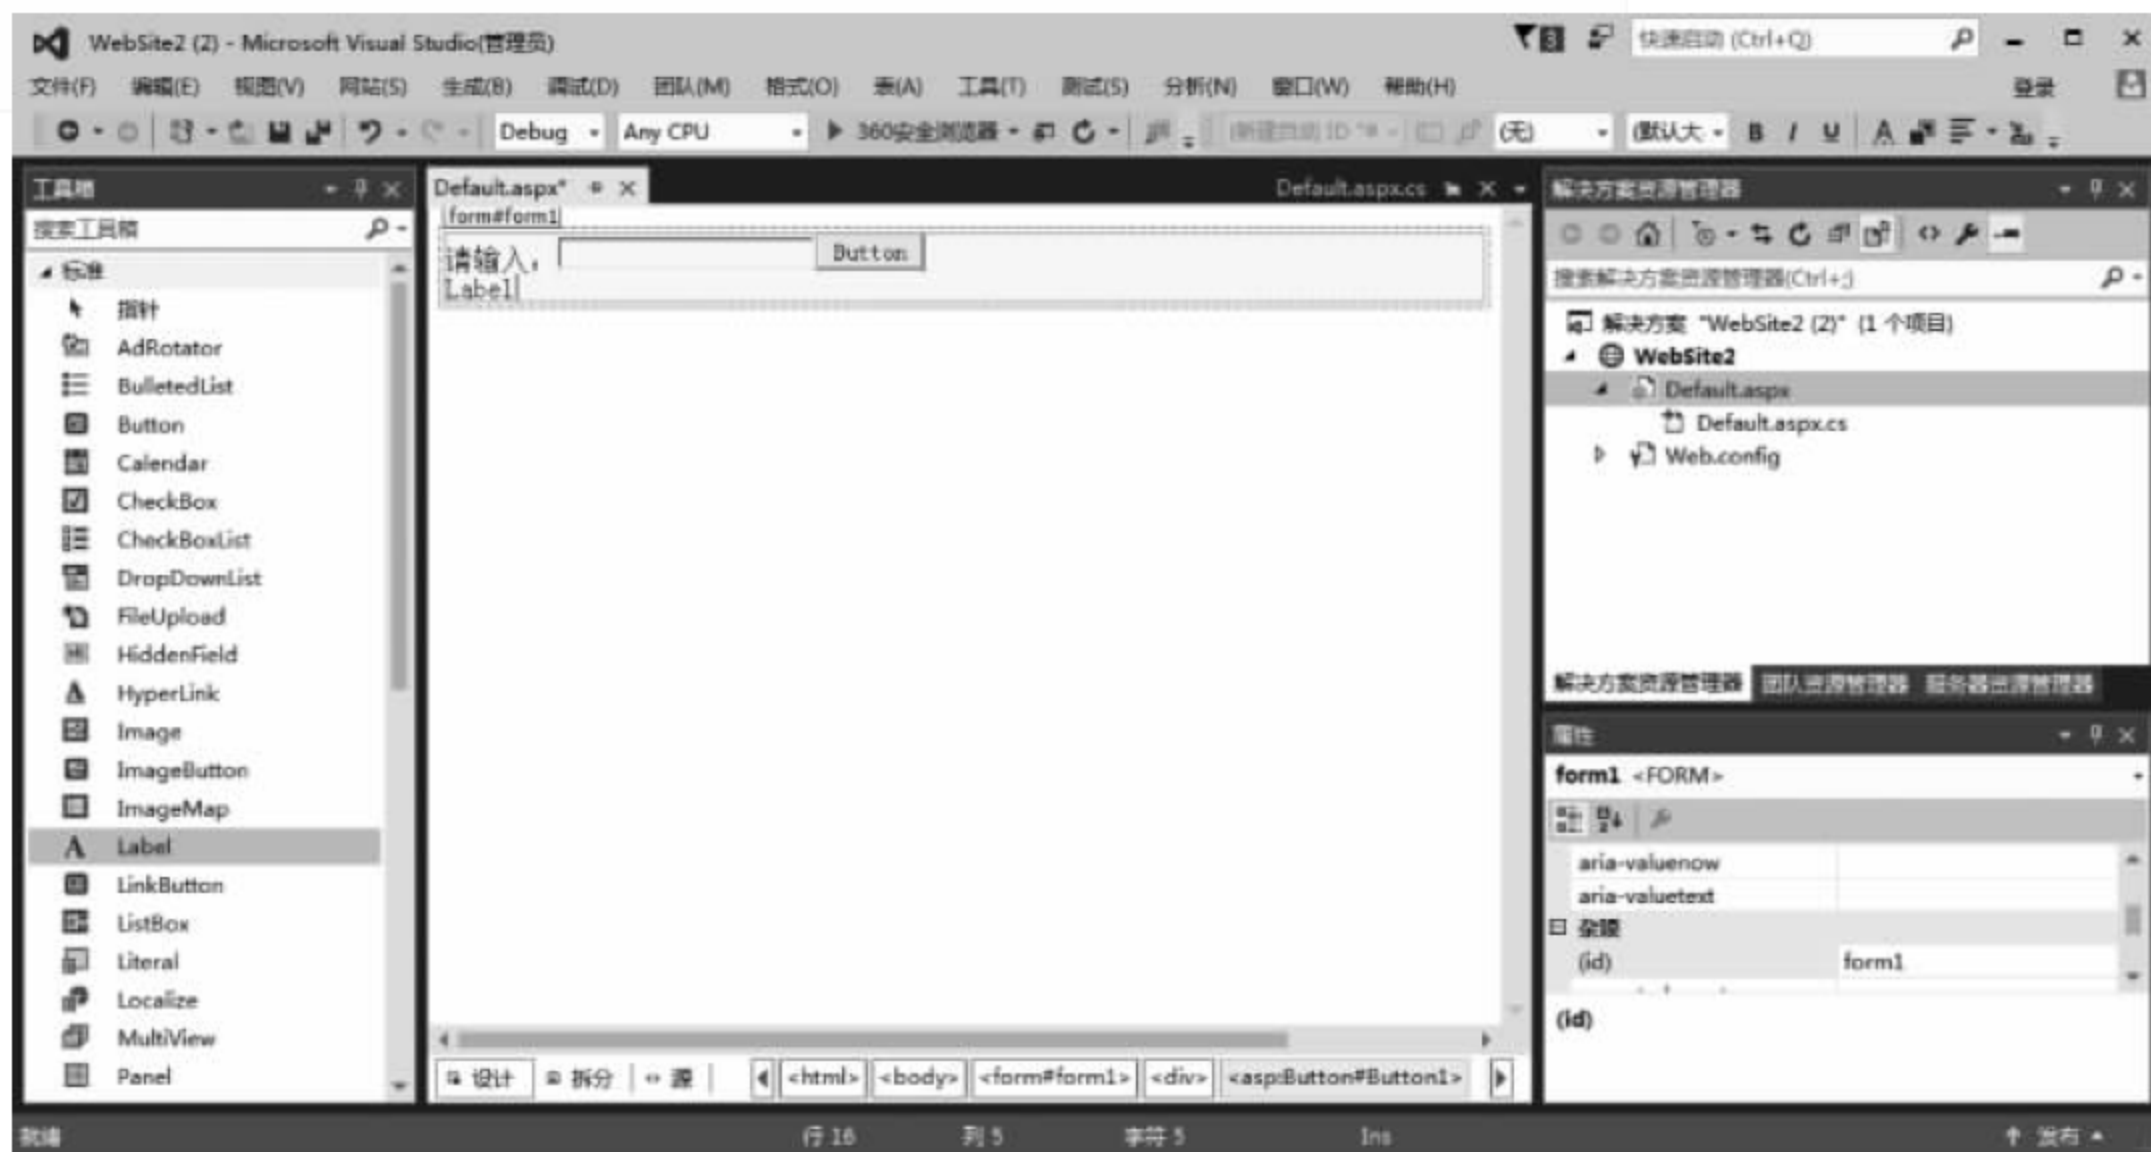 WebSite2 (2) - Microsoft Visual Studio(管理员)
快速启动 (Ctrl+Q)
文件(F) 编辑(E) 视图(V) 网站(S) 生成(B) 调试(D) 团队(M) 格式(O) 表(A) 工具(T) 测试(S) 分析(N) 窗口(W) 帮助(H) 登录
Debug Any CPU 360安全浏览器 (无) (默认大 B I U A
工具箱
搜索工具箱
标准
指针
AdRotator
BulletedList
Button
Calendar
CheckBox
CheckBoxList
DropDownList
FileUpload
HiddenField
HyperLink
Image
ImageButton
ImageMap
Label
LinkButton
ListBox
Literal
Localize
MultiView
Panel
Default.aspx* Default.aspx.cs
form#form1
请输入: Button
Label
设计 拆分 源 <html> <body> <form#form1> <div> <asp:Button#Button1>
解决方案资源管理器
搜索解决方案资源管理器(Ctrl+;)
解决方案 "WebSite2 (2)" (1 个项目)
WebSite2
Default.aspx
Default.aspx.cs
Web.config
解决方案资源管理器 团队资源管理器 服务器资源管理器
属性
form1 <FORM>
aria-valuenow
aria-valuetext
杂项
(id) form1
(id)
就绪 行 16 列 5 字符 5 Ins 发布